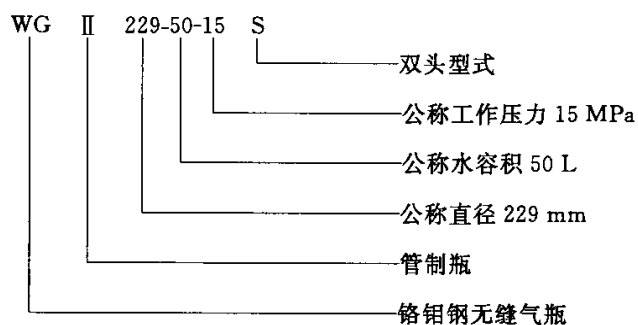 WG Ⅱ 229-50-15 S
双头型式
公称工作压力 15 MPa
公称水容积 50 L
公称直径 229 mm
管制瓶
铬钼钢无缝气瓶